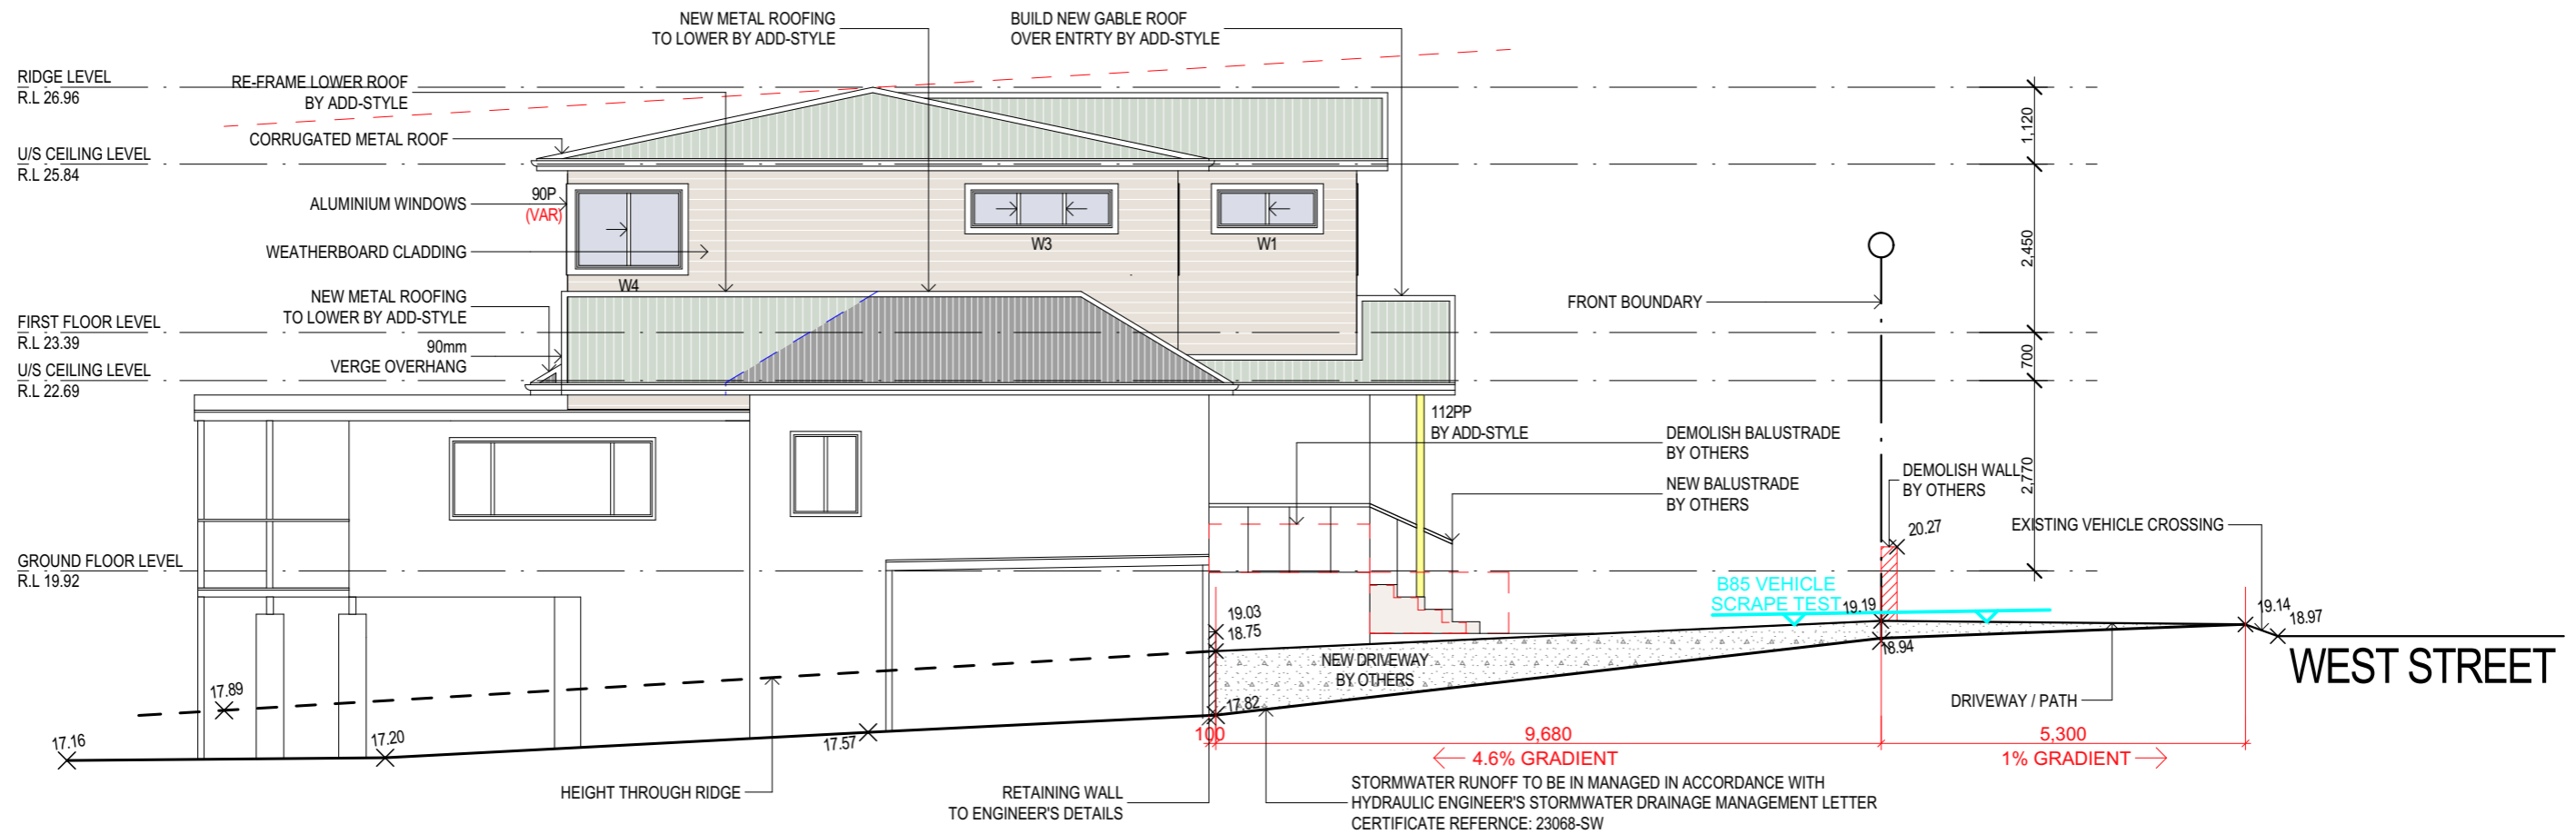 NEW METAL ROOFING
TO LOWER BY ADD-STYLE
BUILD NEW GABLE ROOF
OVER ENTRTY BY ADD-STYLE
RIDGE LEVEL
R.L 26.96
RE-FRAME LOWER ROOF
BY ADD-STYLE
CORRUGATED METAL ROOF
1,120
U/S CEILING LEVEL
R.L 25.84
ALUMINIUM WINDOWS
90P
(VAR)
WEATHERBOARD CLADDING
W4
W3
W1
2,450
NEW METAL ROOFING
TO LOWER BY ADD-STYLE
FRONT BOUNDARY
FIRST FLOOR LEVEL
R.L 23.39
90mm
VERGE OVERHANG
700
U/S CEILING LEVEL
R.L 22.69
112PP
BY ADD-STYLE
DEMOLISH BALUSTRADE
BY OTHERS
NEW BALUSTRADE
BY OTHERS
DEMOLISH WALL
BY OTHERS
2,770
20.27
EXISTING VEHICLE CROSSING
GROUND FLOOR LEVEL
R.L 19.92
B85 VEHICLE
SCRAPE TEST
19.19
19.14
18.97
19.03
18.75
18.94
NEW DRIVEWAY
BY OTHERS
WEST STREET
17.89
17.82
DRIVEWAY / PATH
17.16
17.20
17.57
100
9,680
5,300
4.6% GRADIENT
1% GRADIENT
HEIGHT THROUGH RIDGE
RETAINING WALL
TO ENGINEER'S DETAILS
STORMWATER RUNOFF TO BE IN MANAGED IN ACCORDANCE WITH
HYDRAULIC ENGINEER'S STORMWATER DRAINAGE MANAGEMENT LETTER
CERTIFICATE REFERNCE: 23068-SW